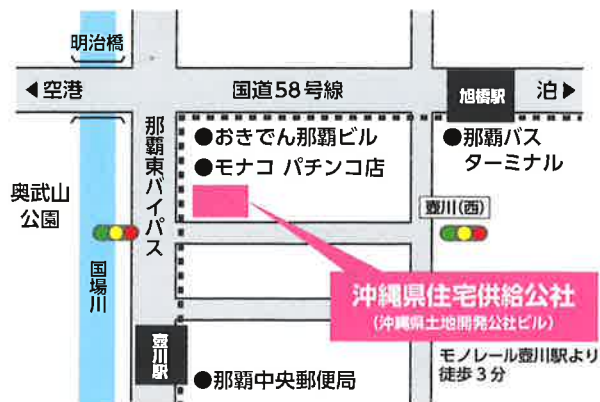 明治橋
◀空港
国道58号線
旭橋駅
泊▶
●おきでん那覇ビル
●モナコ パチンコ店
●那覇バス
ターミナル
那覇東バイパス
奥武山
公園
壺川(西)
国場川
沖縄県住宅供給公社
(沖縄県土地開発公社ビル)
壺川駅
モノレール壺川駅より
徒歩3分
●那覇中央郵便局